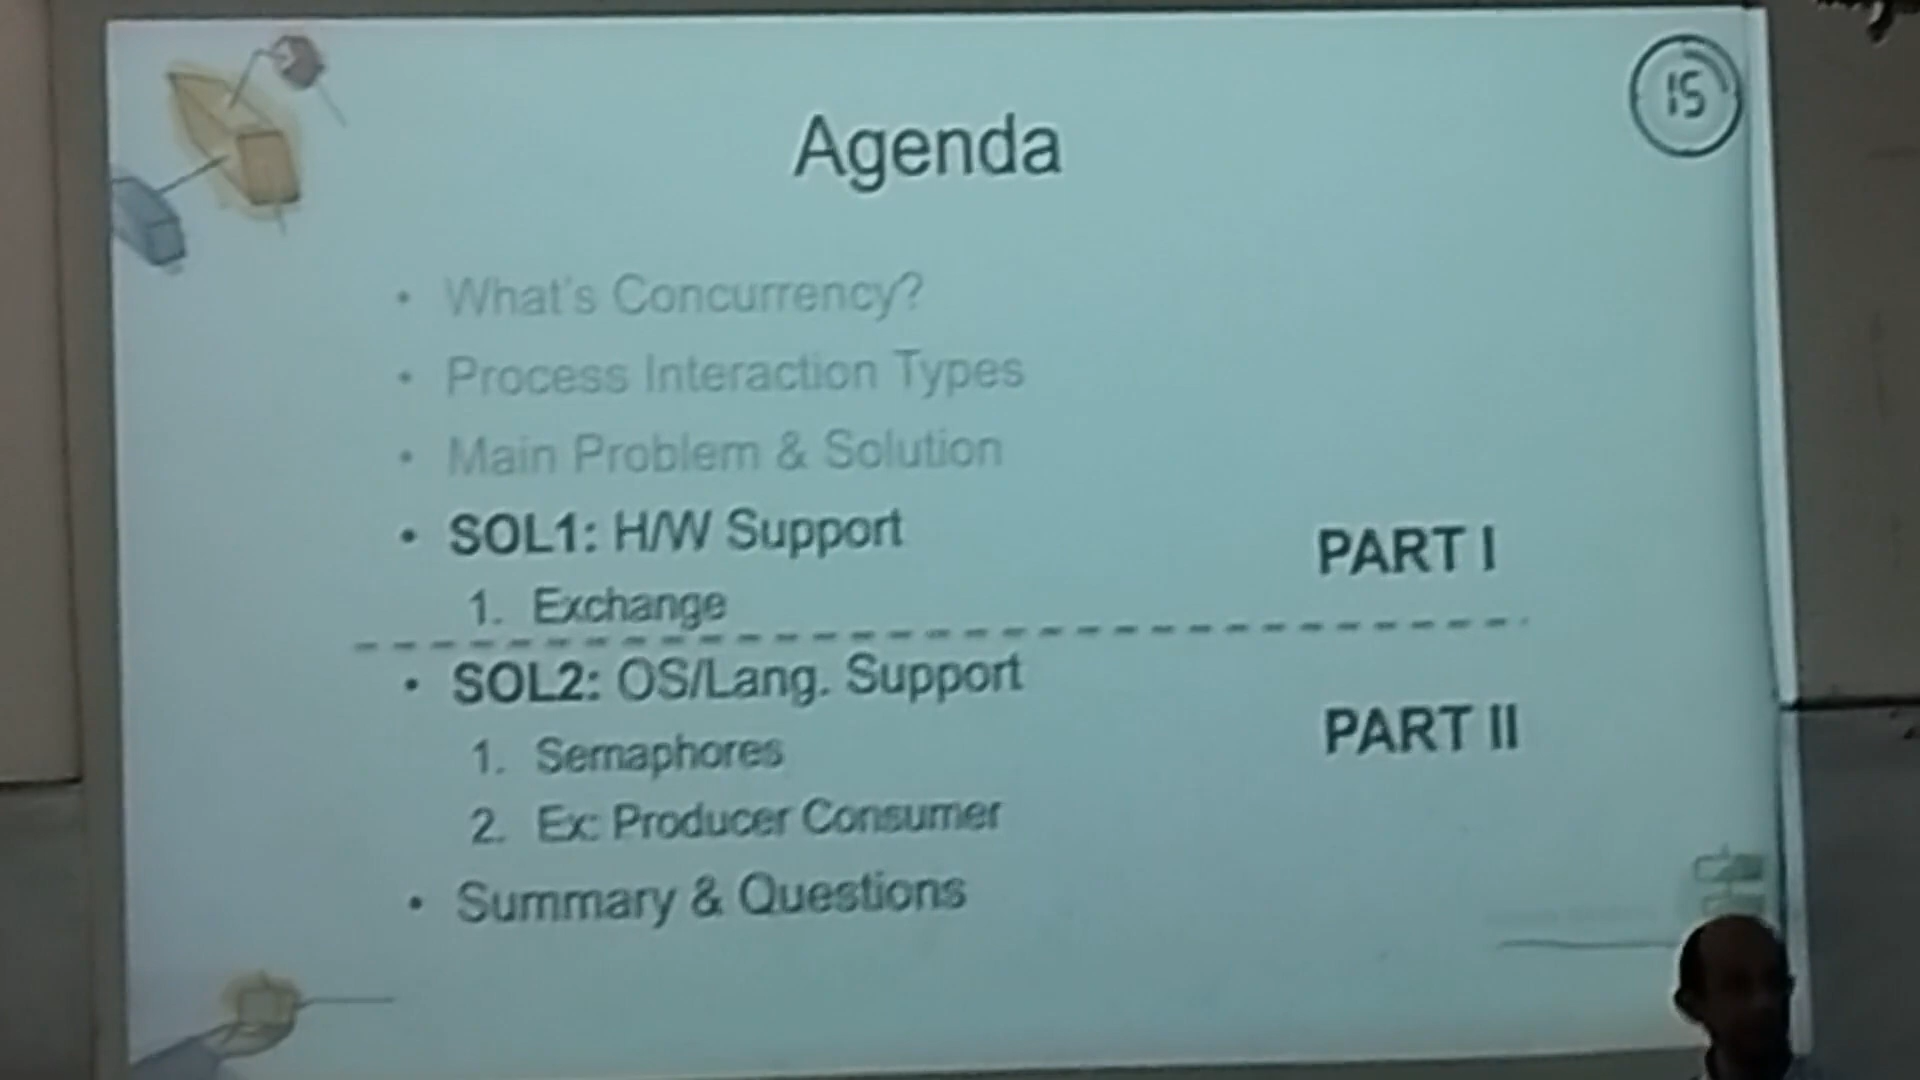 15
Agenda
• What's Concurrency?
• Process Interaction Types
• Main Problem & Solution
• SOL1: H/W Support
PART I
1. Exchange
• SOL2: OS/Lang. Support
PART II
1. Semaphores
2. Ex: Producer Consumer
• Summary & Questions